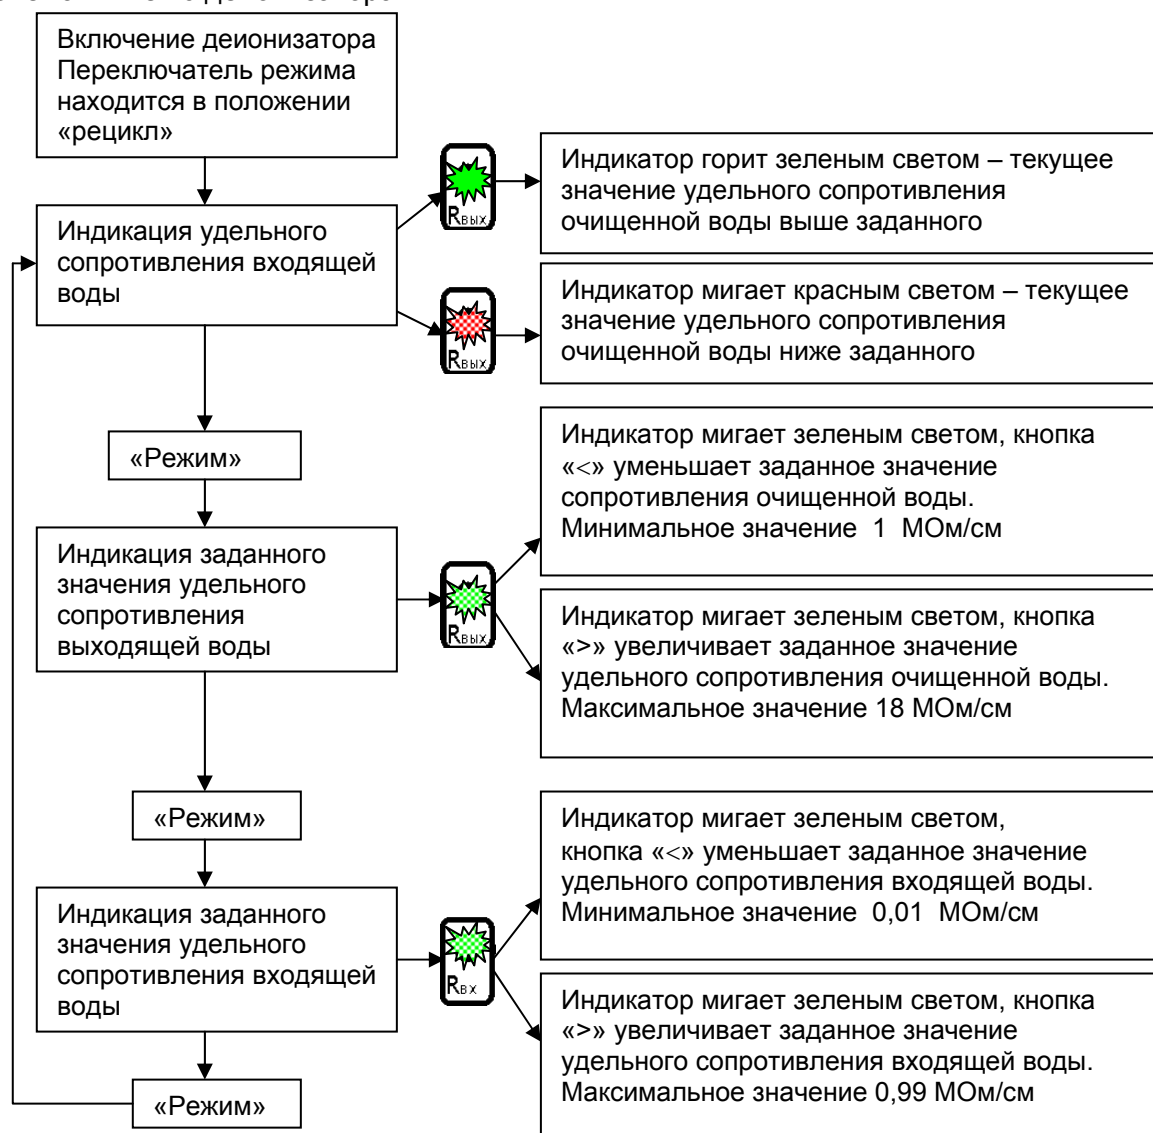 Включение деионизатора
Переключатель режима
находится в положении
«рецикл»
Индикатор горит зеленым светом – текущее
значение удельного сопротивления
очищенной воды выше заданного
Rвых
Индикация удельного
сопротивления входящей
воды
Индикатор мигает красным светом – текущее
значение удельного сопротивления
очищенной воды ниже заданного
Rвых
«Режим»
Индикатор мигает зеленым светом, кнопка
«<» уменьшает заданное значение
сопротивления очищенной воды.
Минимальное значение 1 МОм/см
Индикация заданного
значения удельного
сопротивления
выходящей воды
Rвых
Индикатор мигает зеленым светом, кнопка
«>» увеличивает заданное значение
удельного сопротивления очищенной воды.
Максимальное значение 18 МОм/см
«Режим»
Индикатор мигает зеленым светом,
кнопка «<» уменьшает заданное значение
удельного сопротивления входящей воды.
Минимальное значение 0,01 МОм/см
Индикация заданного
значения удельного
сопротивления входящей
воды
Rвх
Индикатор мигает зеленым светом, кнопка
«>» увеличивает заданное значение
удельного сопротивления входящей воды.
Максимальное значение 0,99 МОм/см
«Режим»